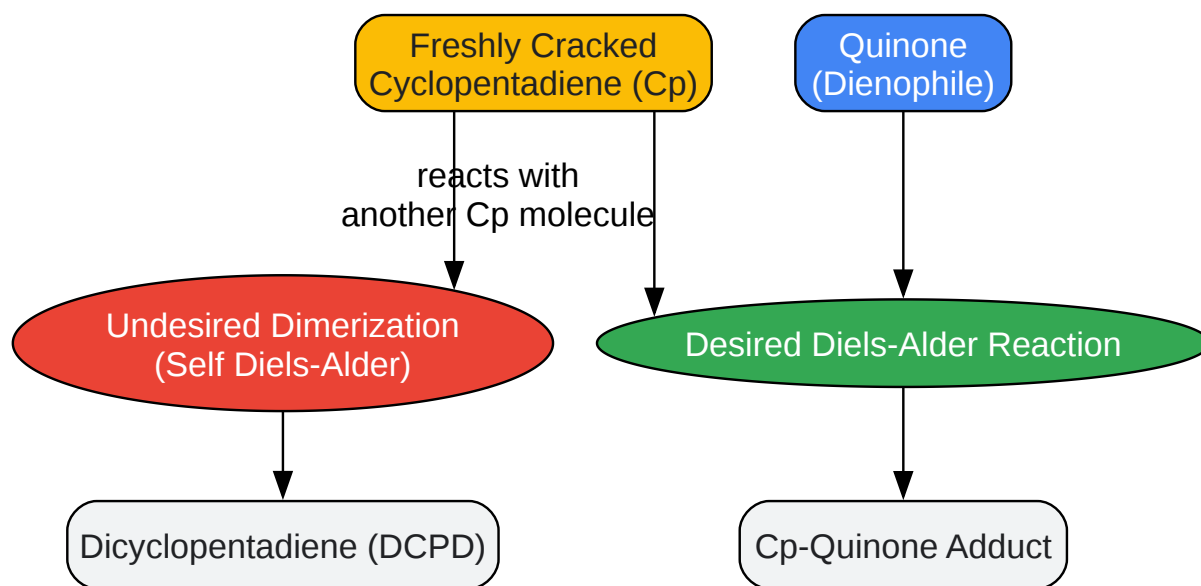 Freshly Cracked
Cyclopentadiene (Cp)
Quinone
(Dienophile)
reacts with
another Cp molecule
Undesired Dimerization
(Self Diels-Alder)
Desired Diels-Alder Reaction
Dicyclopentadiene (DCPD)
Cp-Quinone Adduct